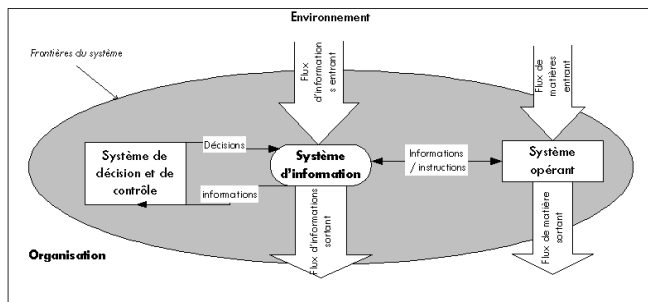 Environnement
Frontières du système
Flux
d'information
s entrant
Flux de
matières
entrant
Décisions
Système de
décision et de
contrôle
Système
d'information
Informations
/ instructions
Système
opérant
informations
Flux d'informations
sortant
Flux de matière
sortant
Organisation